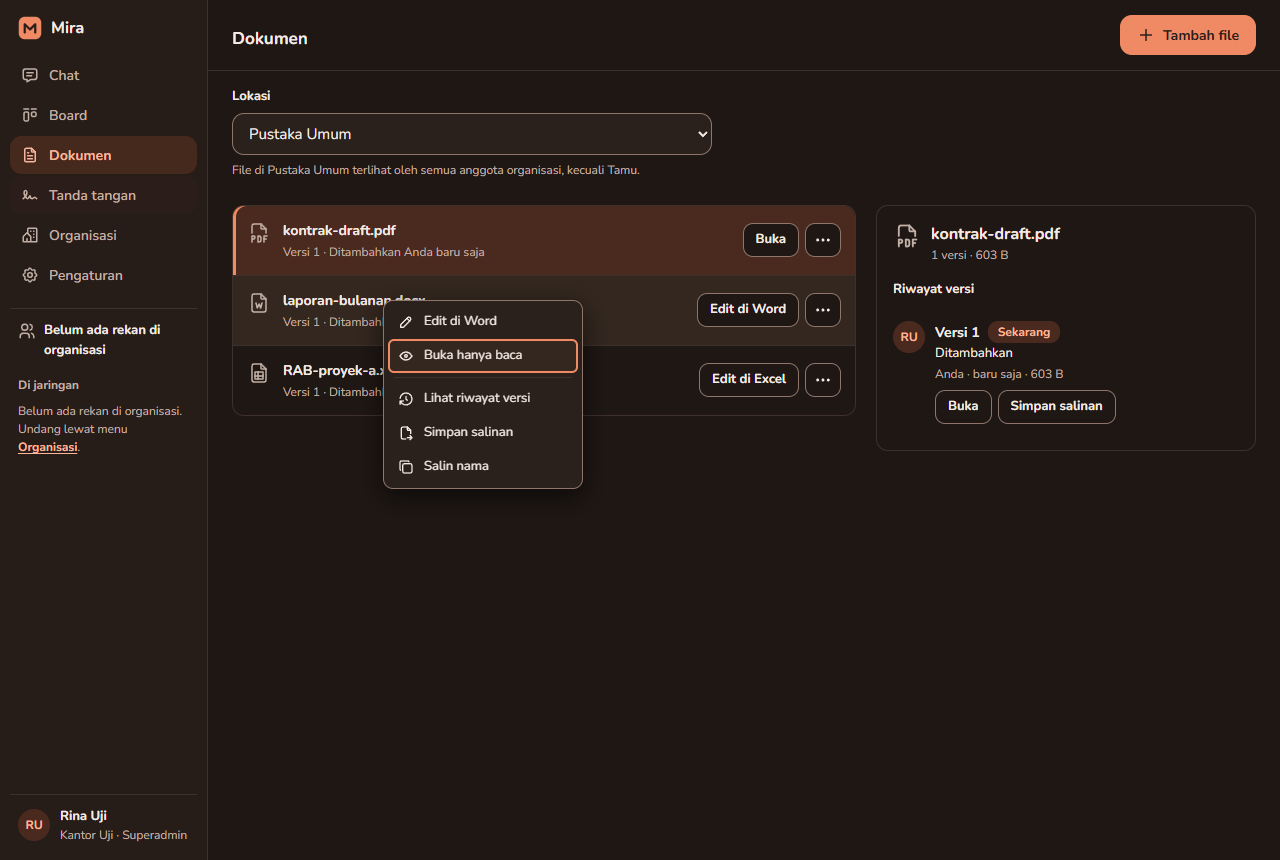 Mira
Chat
Board
Dokumen
Tanda tangan
Organisasi
Pengaturan
Belum ada rekan di
organisasi
Di jaringan
Belum ada rekan di organisasi.
Undang lewat menu
Organisasi.
RU
Rina Uji
Kantor Uji · Superadmin
Dokumen
Tambah file
Lokasi
Pustaka Umum
File di Pustaka Umum terlihat oleh semua anggota organisasi, kecuali Tamu.
PDF
kontrak-draft.pdf
Versi 1 · Ditambahkan Anda baru saja
Buka
W
laporan-bulanan.docx
Versi 1 ·
Edit di Word
RAB-proyek-a.
Versi 1 ·
Edit di Excel
Edit di Word
Buka hanya baca
Lihat riwayat versi
Simpan salinan
Salin nama
PDF
kontrak-draft.pdf
1 versi · 603 B
Riwayat versi
RU
Versi 1
Sekarang
Ditambahkan
Anda · baru saja · 603 B
Buka
Simpan salinan